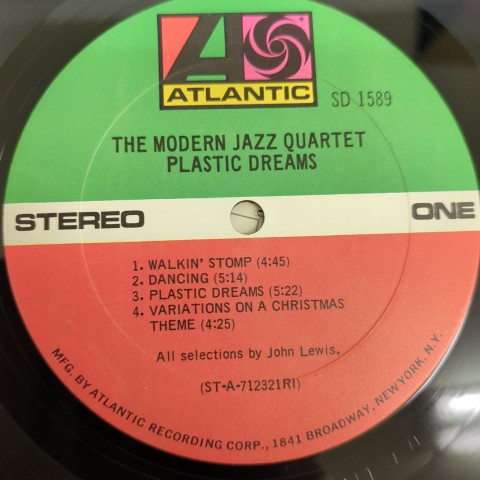 ATLANTIC
SD 1589
THE MODERN JAZZ QUARTET
PLASTIC DREAMS
STEREO
ONE
1. WALKIN' STOMP (4:45)
2. DANCING (5:14)
3. PLASTIC DREAMS (5:22)
4. VARIATIONS ON A CHRISTMAS
THEME (4:25)
All selections by John Lewis.
(ST-A-712321RI)
MFG. BY ATLANTIC RECORDING CORP., 1841 BROADWAY, NEW YORK, N.Y.